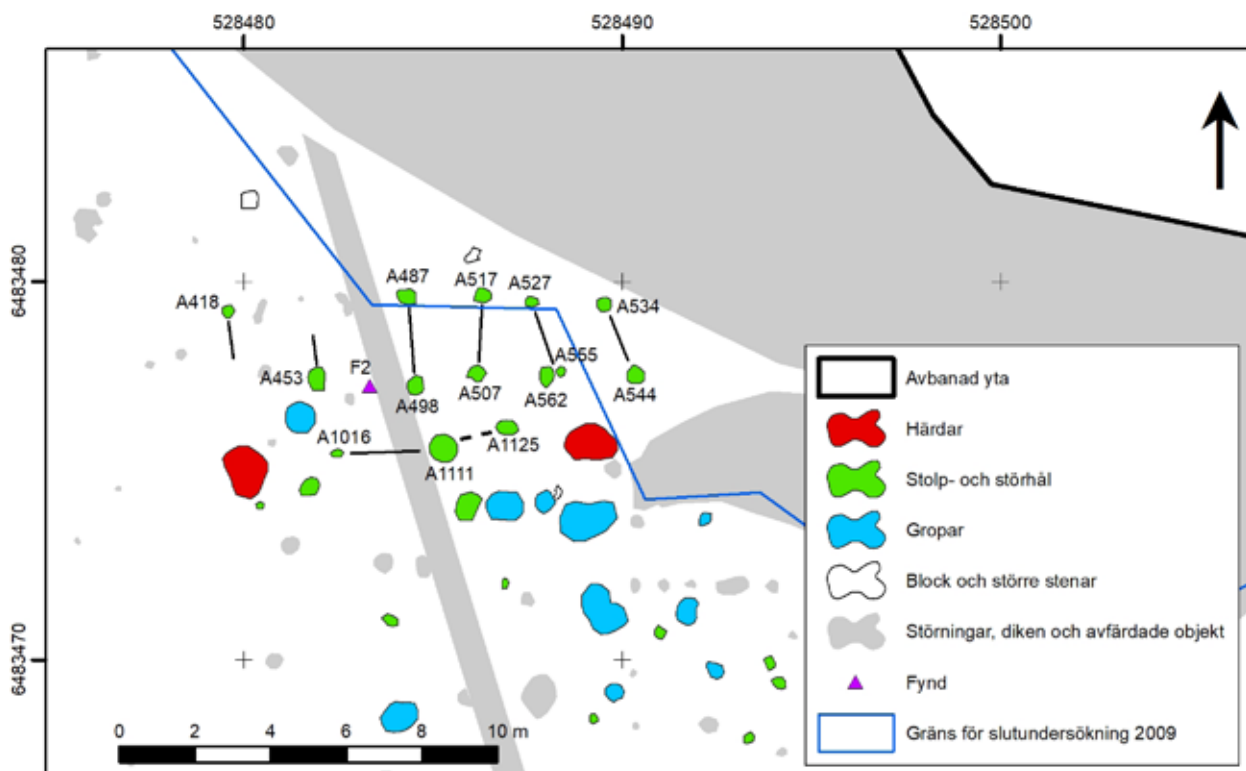 528480
528490
528500
6483480
6483470
A487
A517
A527
A418
A534
A555
F2
A453
A498
A507
A562
A544
A1016
A1125
A1111
0
2
4
6
8
10 m
Avbanad yta
Härdar
Stolp- och störhål
Gropar
Block och större stenar
Störningar, diken och avfärdade objekt
Fynd
Gräns för slutundersökning 2009